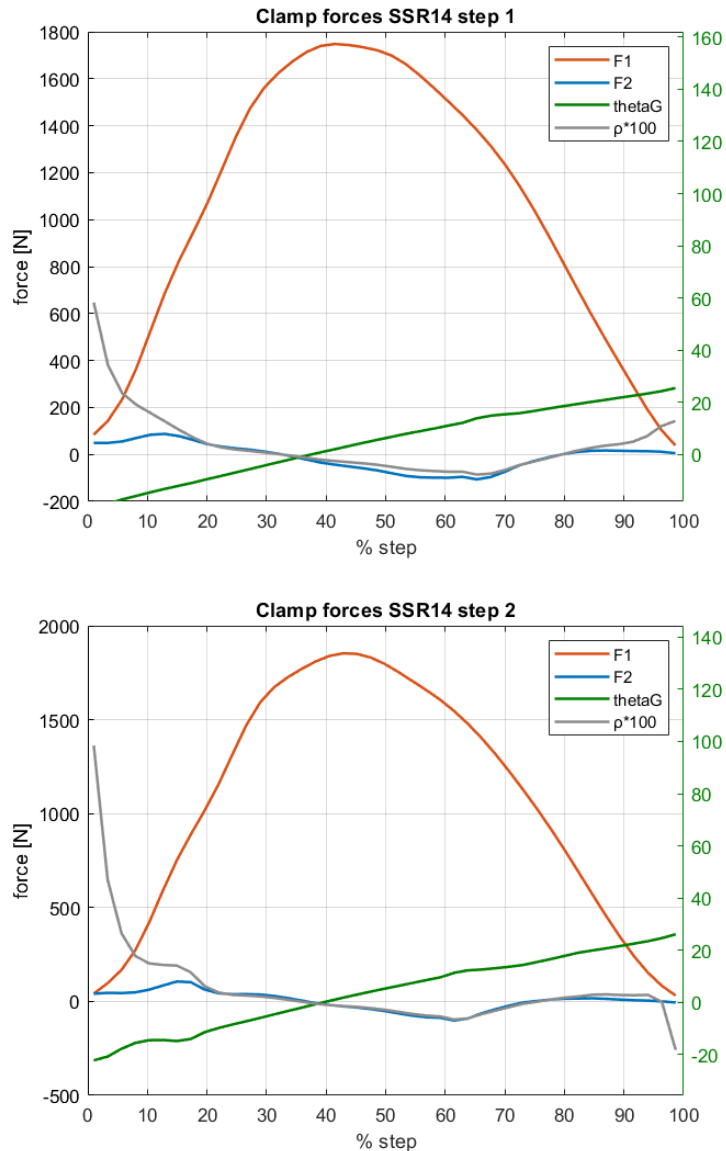 Clamp forces SSR14 step 1
1800
1600
1400
1200
1000
800
600
400
200
0
-200
force [N]
160
140
120
100
80
60
40
20
0
F1
F2
thetaG
ρ*100
0 10 20 30 40 50 60 70 80 90 100
% step
Clamp forces SSR14 step 2
2000
1500
1000
500
0
-500
force [N]
140
120
100
80
60
40
20
0
-20
F1
F2
thetaG
ρ*100
0 10 20 30 40 50 60 70 80 90 100
% step